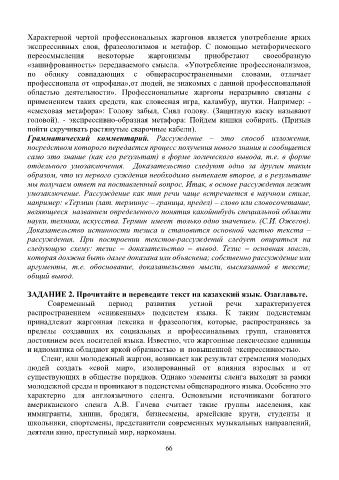 Характерной чертой профессиональных жаргонов является употребление ярких
экспрессивных слов, фразеологизмов и метафор. С помощью метафорического
переосмысления некоторые жаргонизмы приобретают своеобразную
«зашифрованность» передаваемого смысла. «Употребление профессионализмов,
по облику совпадающих с общераспространенными словами, отличает
профессионала от «профана», от людей, не знакомых с данной профессиональной
областью деятельности». Профессиональные жаргоны неразрывно связаны с
применением таких средств, как словесная игра, каламбур, шутки. Например: -
«смеховая метафора»: Голову забыл, Снял голову. (Защитную каску называют
головой). - экспрессивно-образная метафора: Пойдем кишки собирать. (Призыв
пойти скручивать растянутые сварочные кабели).
Грамматический комментарий. Рассуждение – это способ изложения,
посредством которого передается процесс получения нового знания и сообщается
само это знание (как его результат) в форме логического вывода, т.е. в форме
отдельного умозаключения. Доказательство следуют одно за другим таким
образом, что из первого суждения необходимо вытекает второе, а в результате
мы получаем ответ на поставленный вопрос. Итак, в основе рассуждения лежит
умозаключение. Рассуждение как тип речи чаще встречается в научном стиле,
например: «Термин (лат. терминус – граница, предел) – слово или словосочетание,
являющееся названием определенного понятия какойнибудь специальной области
науки, техники, искусства. Термин имеет только одно значение». (С.И. Ожегов).
Доказательство истинности тезиса и становится основной частью текста –
рассуждения. При построении текстов-рассуждений следует опираться на
следующую схему: тезис – доказательство – вывод. Тезис – основная мысль,
которая должна быть далее доказана или объяснена; собственно рассуждение или
аргументы, т.е. обоснование, доказательство мысли, высказанной в тексте;
общий вывод.
ЗАДАНИЕ 2. Прочитайте и переведите текст на казахский язык. Озаглавьте.
Современный период развития устной речи характеризуется
распространением «сниженных» подсистем языка. К таким подсистемам
принадлежат жаргонная лексика и фразеология, которые, распространяясь за
пределы создавших их социальных и профессиональных групп, становятся
достоянием всех носителей языка. Известно, что жаргонные лексические единицы
и идиоматика обладают яркой образностью и повышенной экспрессивностью.
Сленг, или молодежный жаргон, возникает как результат стремления молодых
людей создать «свой мир», изолированный от влияния взрослых и от
существующих в обществе порядков. Однако элементы сленга выходят за рамки
молодежной среды и проникают в подсистемы общенародного языка. Особенно это
характерно для англоязычного сленга. Основными источниками богатого
американского сленга А.В. Гичева считает такие группы населения, как
иммигранты, хиппи, бродяги, бизнесмены, армейские круги, студенты и
школьники, спортсмены, представители современных музыкальных направлений,
деятели кино, преступный мир, наркоманы.
66